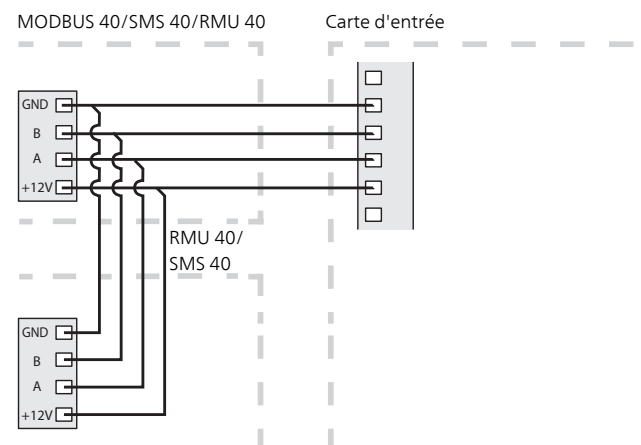 MODBUS 40/SMS 40/RMU 40
Carte d'entrée
GND
B
A
+12V
RMU 40/
SMS 40
GND
B
A
+12V